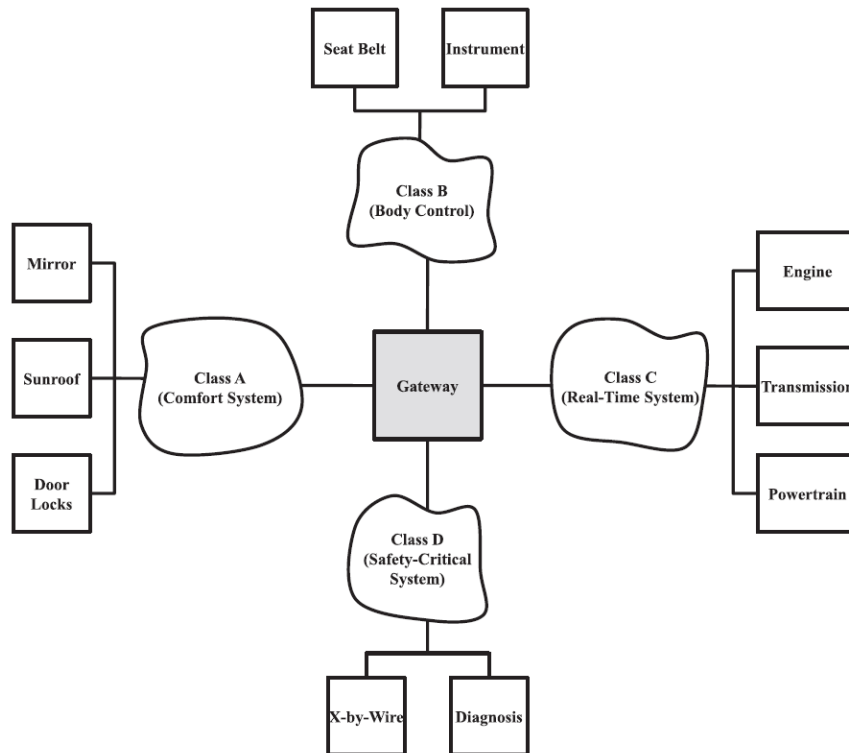 Seat Belt
Instrument
Class B
(Body Control)
Mirror
Sunroof
Door
Locks
Class A
(Comfort System)
Gateway
Class C
(Real-Time System)
Engine
Transmission
Powertrain
Class D
(Safety-Critical
System)
X-by-Wire
Diagnosis